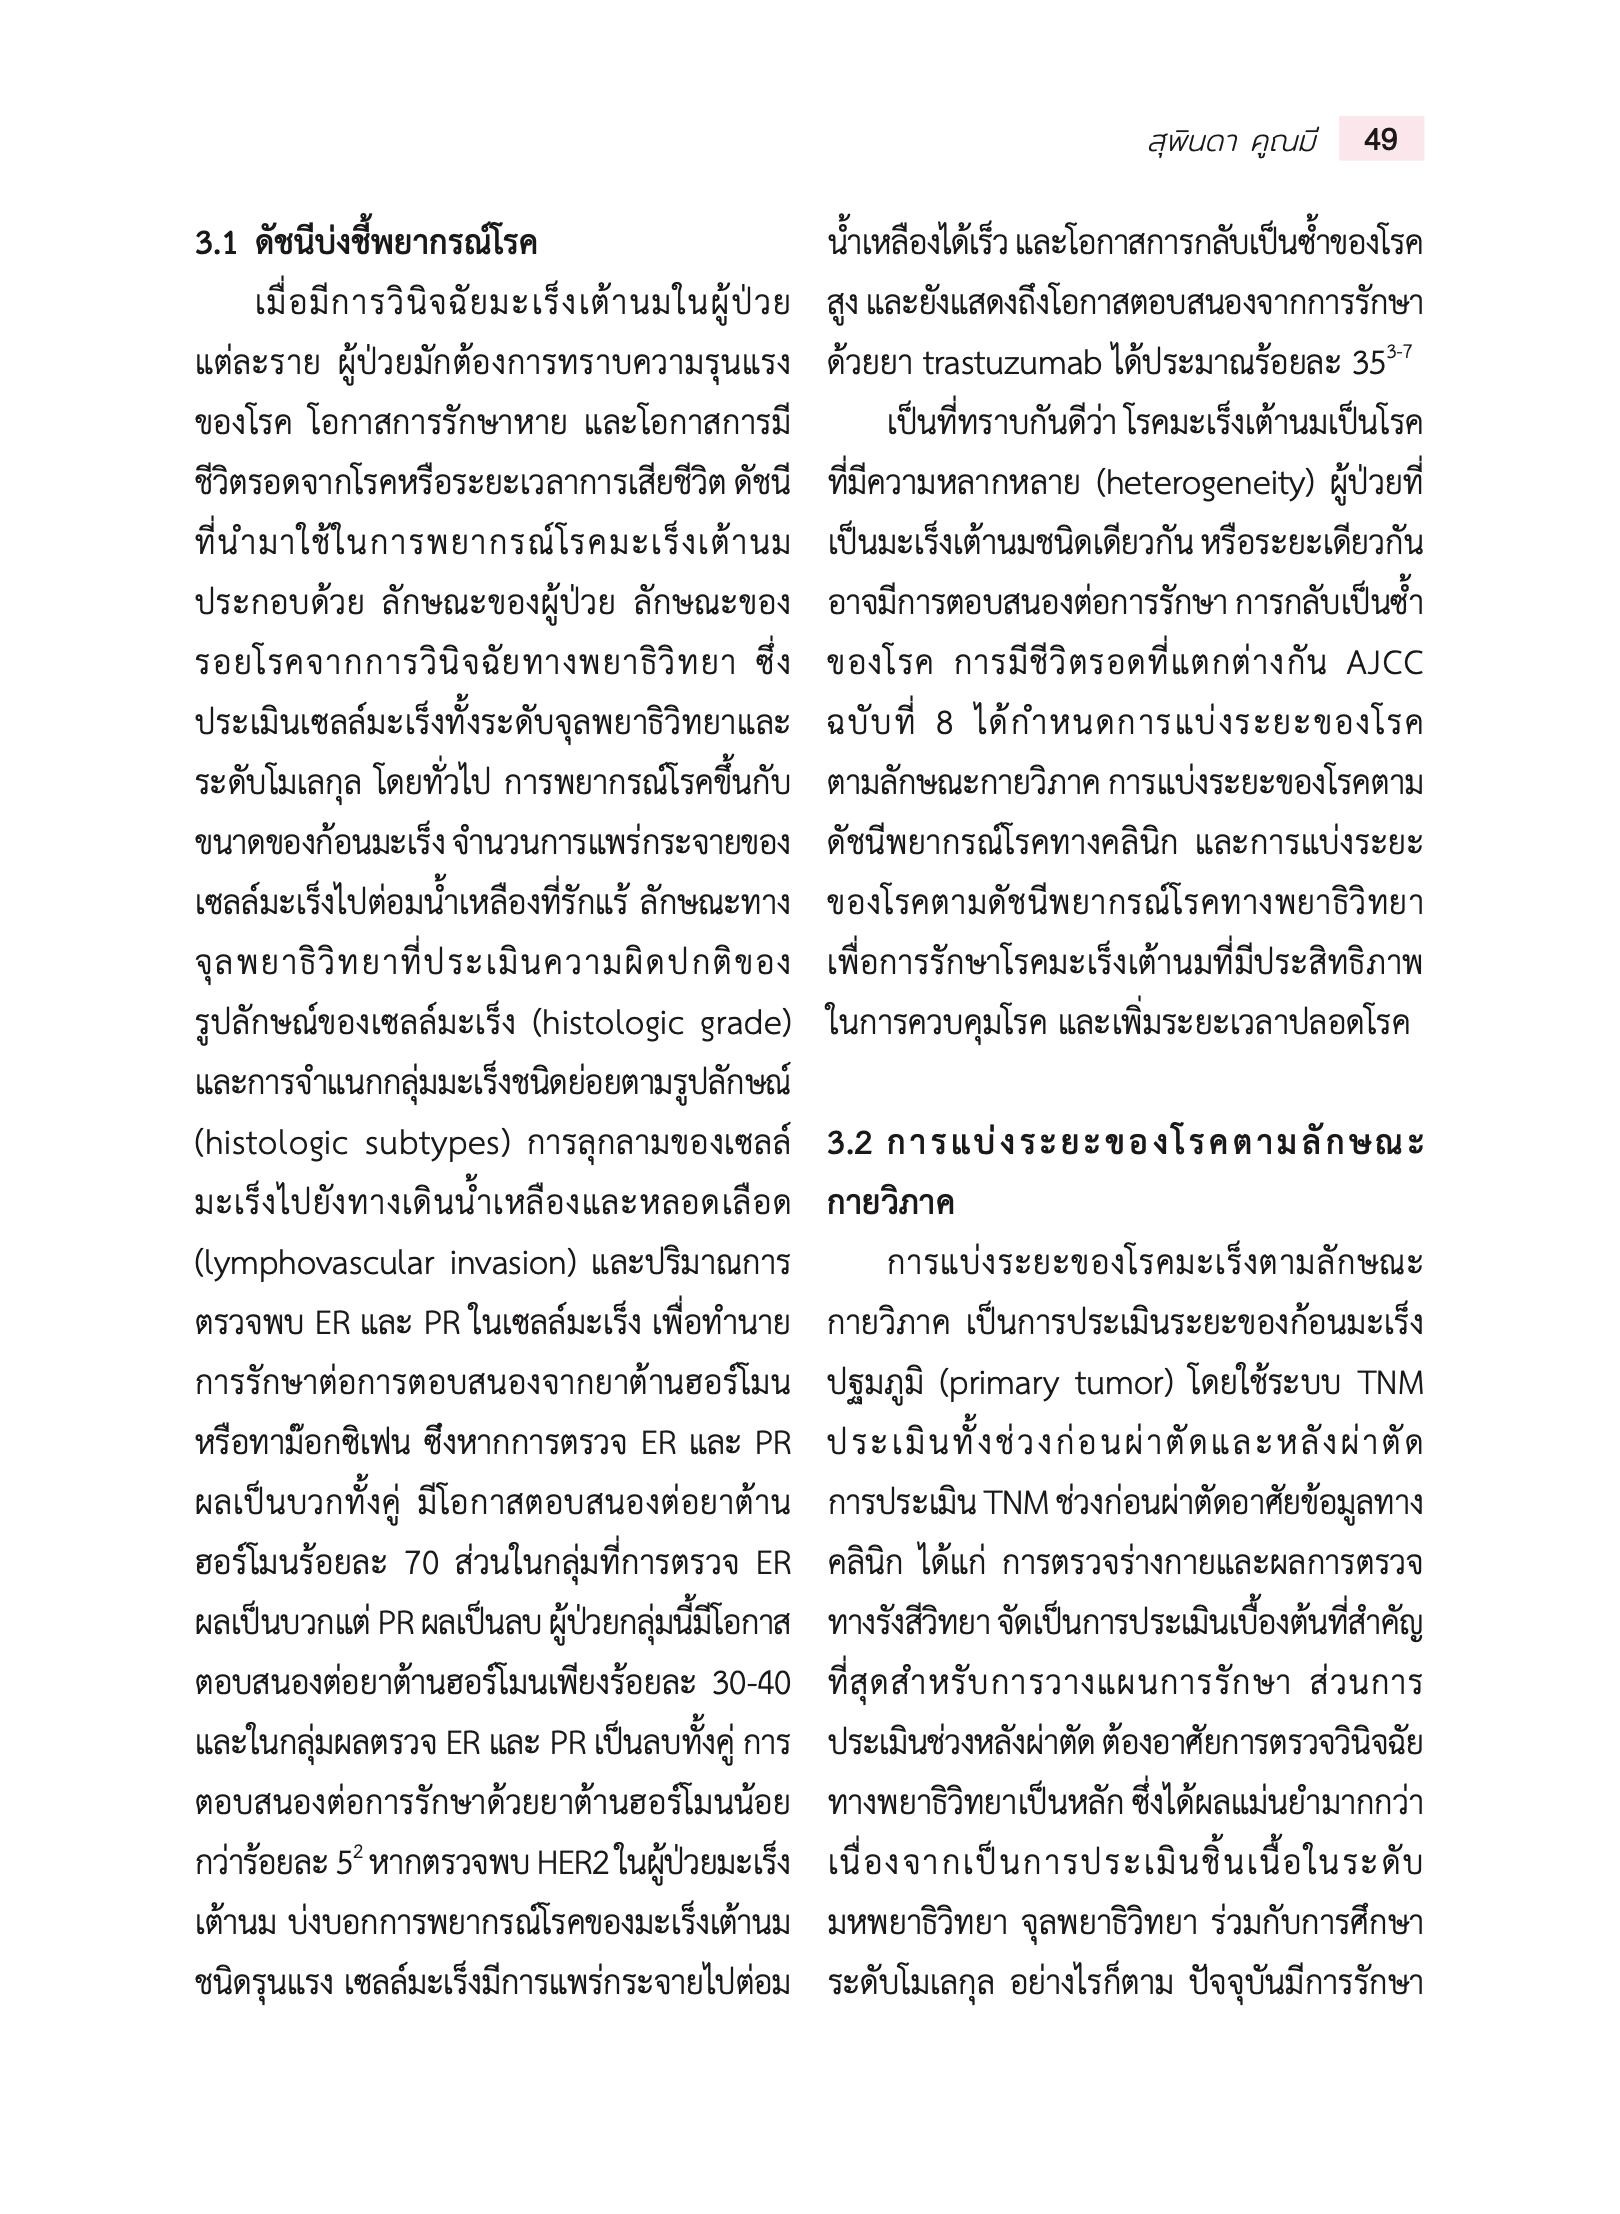 สุพินดา คูณมี 49
3.1 ดัชนีบ่งชี้พยากรณ์โรค
เมื่อมีการวินิจฉัยมะเร็งเต้านมในผู้ป่วย
แต่ละราย ผู้ป่วยมักต้องการทราบความรุนแรง
ของโรค โอกาสการรักษาหาย และโอกาสการมี
ชีวิตรอดจากโรคหรือระยะเวลาการเสียชีวิต ดัชนี
ที่นำมาใช้ในการพยากรณ์โรคมะเร็งเต้านม
ประกอบด้วย ลักษณะของผู้ป่วย ลักษณะของ
รอยโรคจากการวินิจฉัยทางพยาธิวิทยา ซึ่ง
ประเมินเซลล์มะเร็งทั้งระดับจุลพยาธิวิทยาและ
ระดับโมเลกุล โดยทั่วไป การพยากรณ์โรคขึ้นกับ
ขนาดของก้อนมะเร็ง จำนวนการแพร่กระจายของ
เซลล์มะเร็งไปต่อมน้ำเหลืองที่รักแร้ ลักษณะทาง
จุลพยาธิวิทยาที่ประเมินความผิดปกติของ
รูปลักษณ์ของเซลล์มะเร็ง (histologic grade)
และการจำแนกกลุ่มมะเร็งชนิดย่อยตามรูปลักษณ์
(histologic subtypes) การลุกลามของเซลล์
มะเร็งไปยังทางเดินน้ำเหลืองและหลอดเลือด
(lymphovascular invasion) และปริมาณการ
ตรวจพบ ER และ PR ในเซลล์มะเร็ง เพื่อทำนาย
การรักษาต่อการตอบสนองจากยาต้านฮอร์โมน
หรือทาม๊อกซิเฟน ซึ่งหากการตรวจ ER และ PR
ผลเป็นบวกทั้งคู่ มีโอกาสตอบสนองต่อยาต้าน
ฮอร์โมนร้อยละ 70 ส่วนในกลุ่มที่การตรวจ ER
ผลเป็นบวกแต่ PR ผลเป็นลบ ผู้ป่วยกลุ่มนี้มีโอกาส
ตอบสนองต่อยาต้านฮอร์โมนเพียงร้อยละ 30-40
และในกลุ่มผลตรวจ ER และ PR เป็นลบทั้งคู่ การ
ตอบสนองต่อการรักษาด้วยยาต้านฮอร์โมนน้อย
กว่าร้อยละ 5² หากตรวจพบ HER2 ในผู้ป่วยมะเร็ง
เต้านม บ่งบอกการพยากรณ์โรคของมะเร็งเต้านม
ชนิดรุนแรง เซลล์มะเร็งมีการแพร่กระจายไปต่อม
น้ำเหลืองได้เร็ว และโอกาสการกลับเป็นซ้ำของโรค
สูง และยังแสดงถึงโอกาสตอบสนองจากการรักษา
ด้วยยา trastuzumab ได้ประมาณร้อยละ 35³⁻⁷
เป็นที่ทราบกันดีว่า โรคมะเร็งเต้านมเป็นโรค
ที่มีความหลากหลาย (heterogeneity) ผู้ป่วยที่
เป็นมะเร็งเต้านมชนิดเดียวกัน หรือระยะเดียวกัน
อาจมีการตอบสนองต่อการรักษา การกลับเป็นซ้ำ
ของโรค การมีชีวิตรอดที่แตกต่างกัน AJCC
ฉบับที่ 8 ได้กำหนดการแบ่งระยะของโรค
ตามลักษณะกายวิภาค การแบ่งระยะของโรคตาม
ดัชนีพยากรณ์โรคทางคลินิก และการแบ่งระยะ
ของโรคตามดัชนีพยากรณ์โรคทางพยาธิวิทยา
เพื่อการรักษาโรคมะเร็งเต้านมที่มีประสิทธิภาพ
ในการควบคุมโรค และเพิ่มระยะเวลาปลอดโรค
3.2 การแบ่งระยะของโรคตามลักษณะ
กายวิภาค
การแบ่งระยะของโรคมะเร็งตามลักษณะ
กายวิภาค เป็นการประเมินระยะของก้อนมะเร็ง
ปฐมภูมิ (primary tumor) โดยใช้ระบบ TNM
ประเมินทั้งช่วงก่อนผ่าตัดและหลังผ่าตัด
การประเมิน TNM ช่วงก่อนผ่าตัดอาศัยข้อมูลทาง
คลินิก ได้แก่ การตรวจร่างกายและผลการตรวจ
ทางรังสีวิทยา จัดเป็นการประเมินเบื้องต้นที่สำคัญ
ที่สุดสำหรับการวางแผนการรักษา ส่วนการ
ประเมินช่วงหลังผ่าตัด ต้องอาศัยการตรวจวินิจฉัย
ทางพยาธิวิทยาเป็นหลัก ซึ่งได้ผลแม่นยำมากกว่า
เนื่องจากเป็นการประเมินชิ้นเนื้อในระดับ
มหพยาธิวิทยา จุลพยาธิวิทยา ร่วมกับการศึกษา
ระดับโมเลกุล อย่างไรก็ตาม ปัจจุบันมีการรักษา